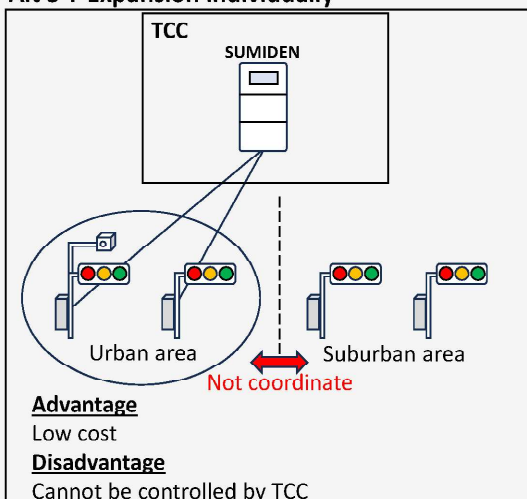 TCC
SUMIDEN
Urban area
Suburban area
Not coordinate
Advantage
Low cost
Disadvantage
Cannot be controlled by TCC